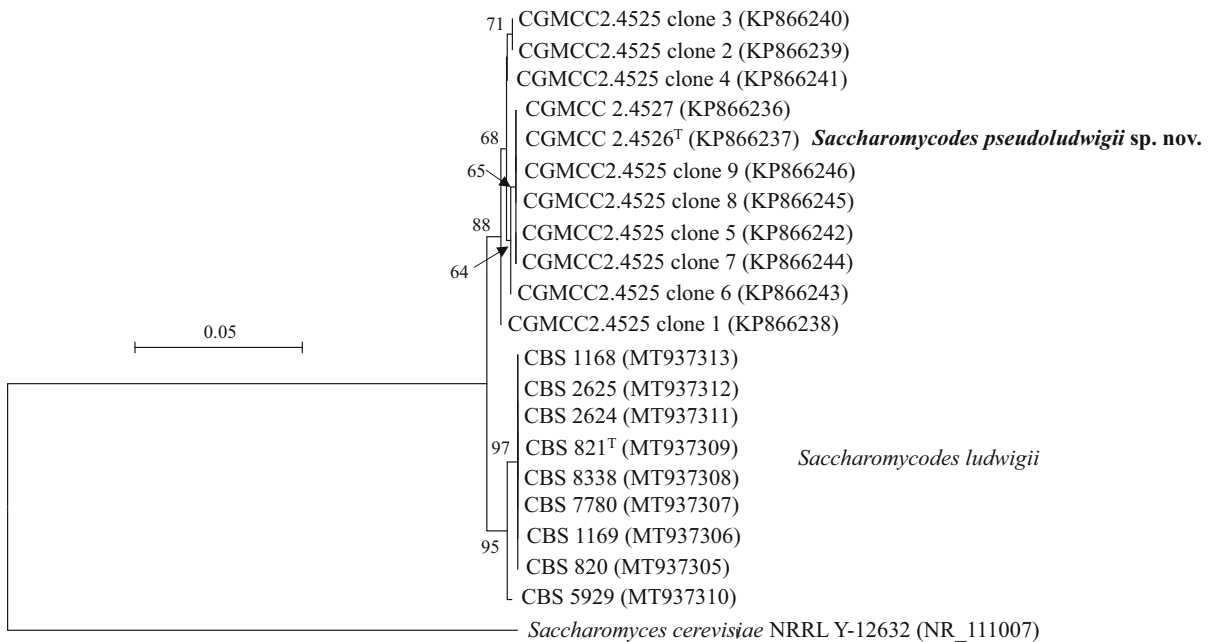 71
CGMCC2.4525 clone 3 (KP866240)
CGMCC2.4525 clone 2 (KP866239)
CGMCC2.4525 clone 4 (KP866241)
CGMCC 2.4527 (KP866236)
68
CGMCC 2.4526ᵀ (KP866237) Saccharomycodes pseudoludwigii sp. nov.
65
CGMCC2.4525 clone 9 (KP866246)
CGMCC2.4525 clone 8 (KP866245)
88
CGMCC2.4525 clone 5 (KP866242)
CGMCC2.4525 clone 7 (KP866244)
64
CGMCC2.4525 clone 6 (KP866243)
CGMCC2.4525 clone 1 (KP866238)
0.05
CBS 1168 (MT937313)
CBS 2625 (MT937312)
CBS 2624 (MT937311)
97
CBS 821ᵀ (MT937309)
Saccharomycodes ludwigii
CBS 8338 (MT937308)
CBS 7780 (MT937307)
CBS 1169 (MT937306)
95
CBS 820 (MT937305)
CBS 5929 (MT937310)
Saccharomyces cerevisiae NRRL Y-12632 (NR_111007)